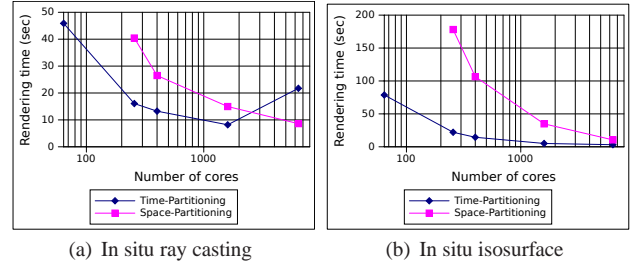 50
40
30
20
10
0
Rendering time (sec)
100
1000
Number of cores
Time-Partitioning
Space-Partitioning
(a) In situ ray casting
200
150
100
50
0
Rendering time (sec)
100
1000
Number of cores
Time-Partitioning
Space-Partitioning
(b) In situ isosurface